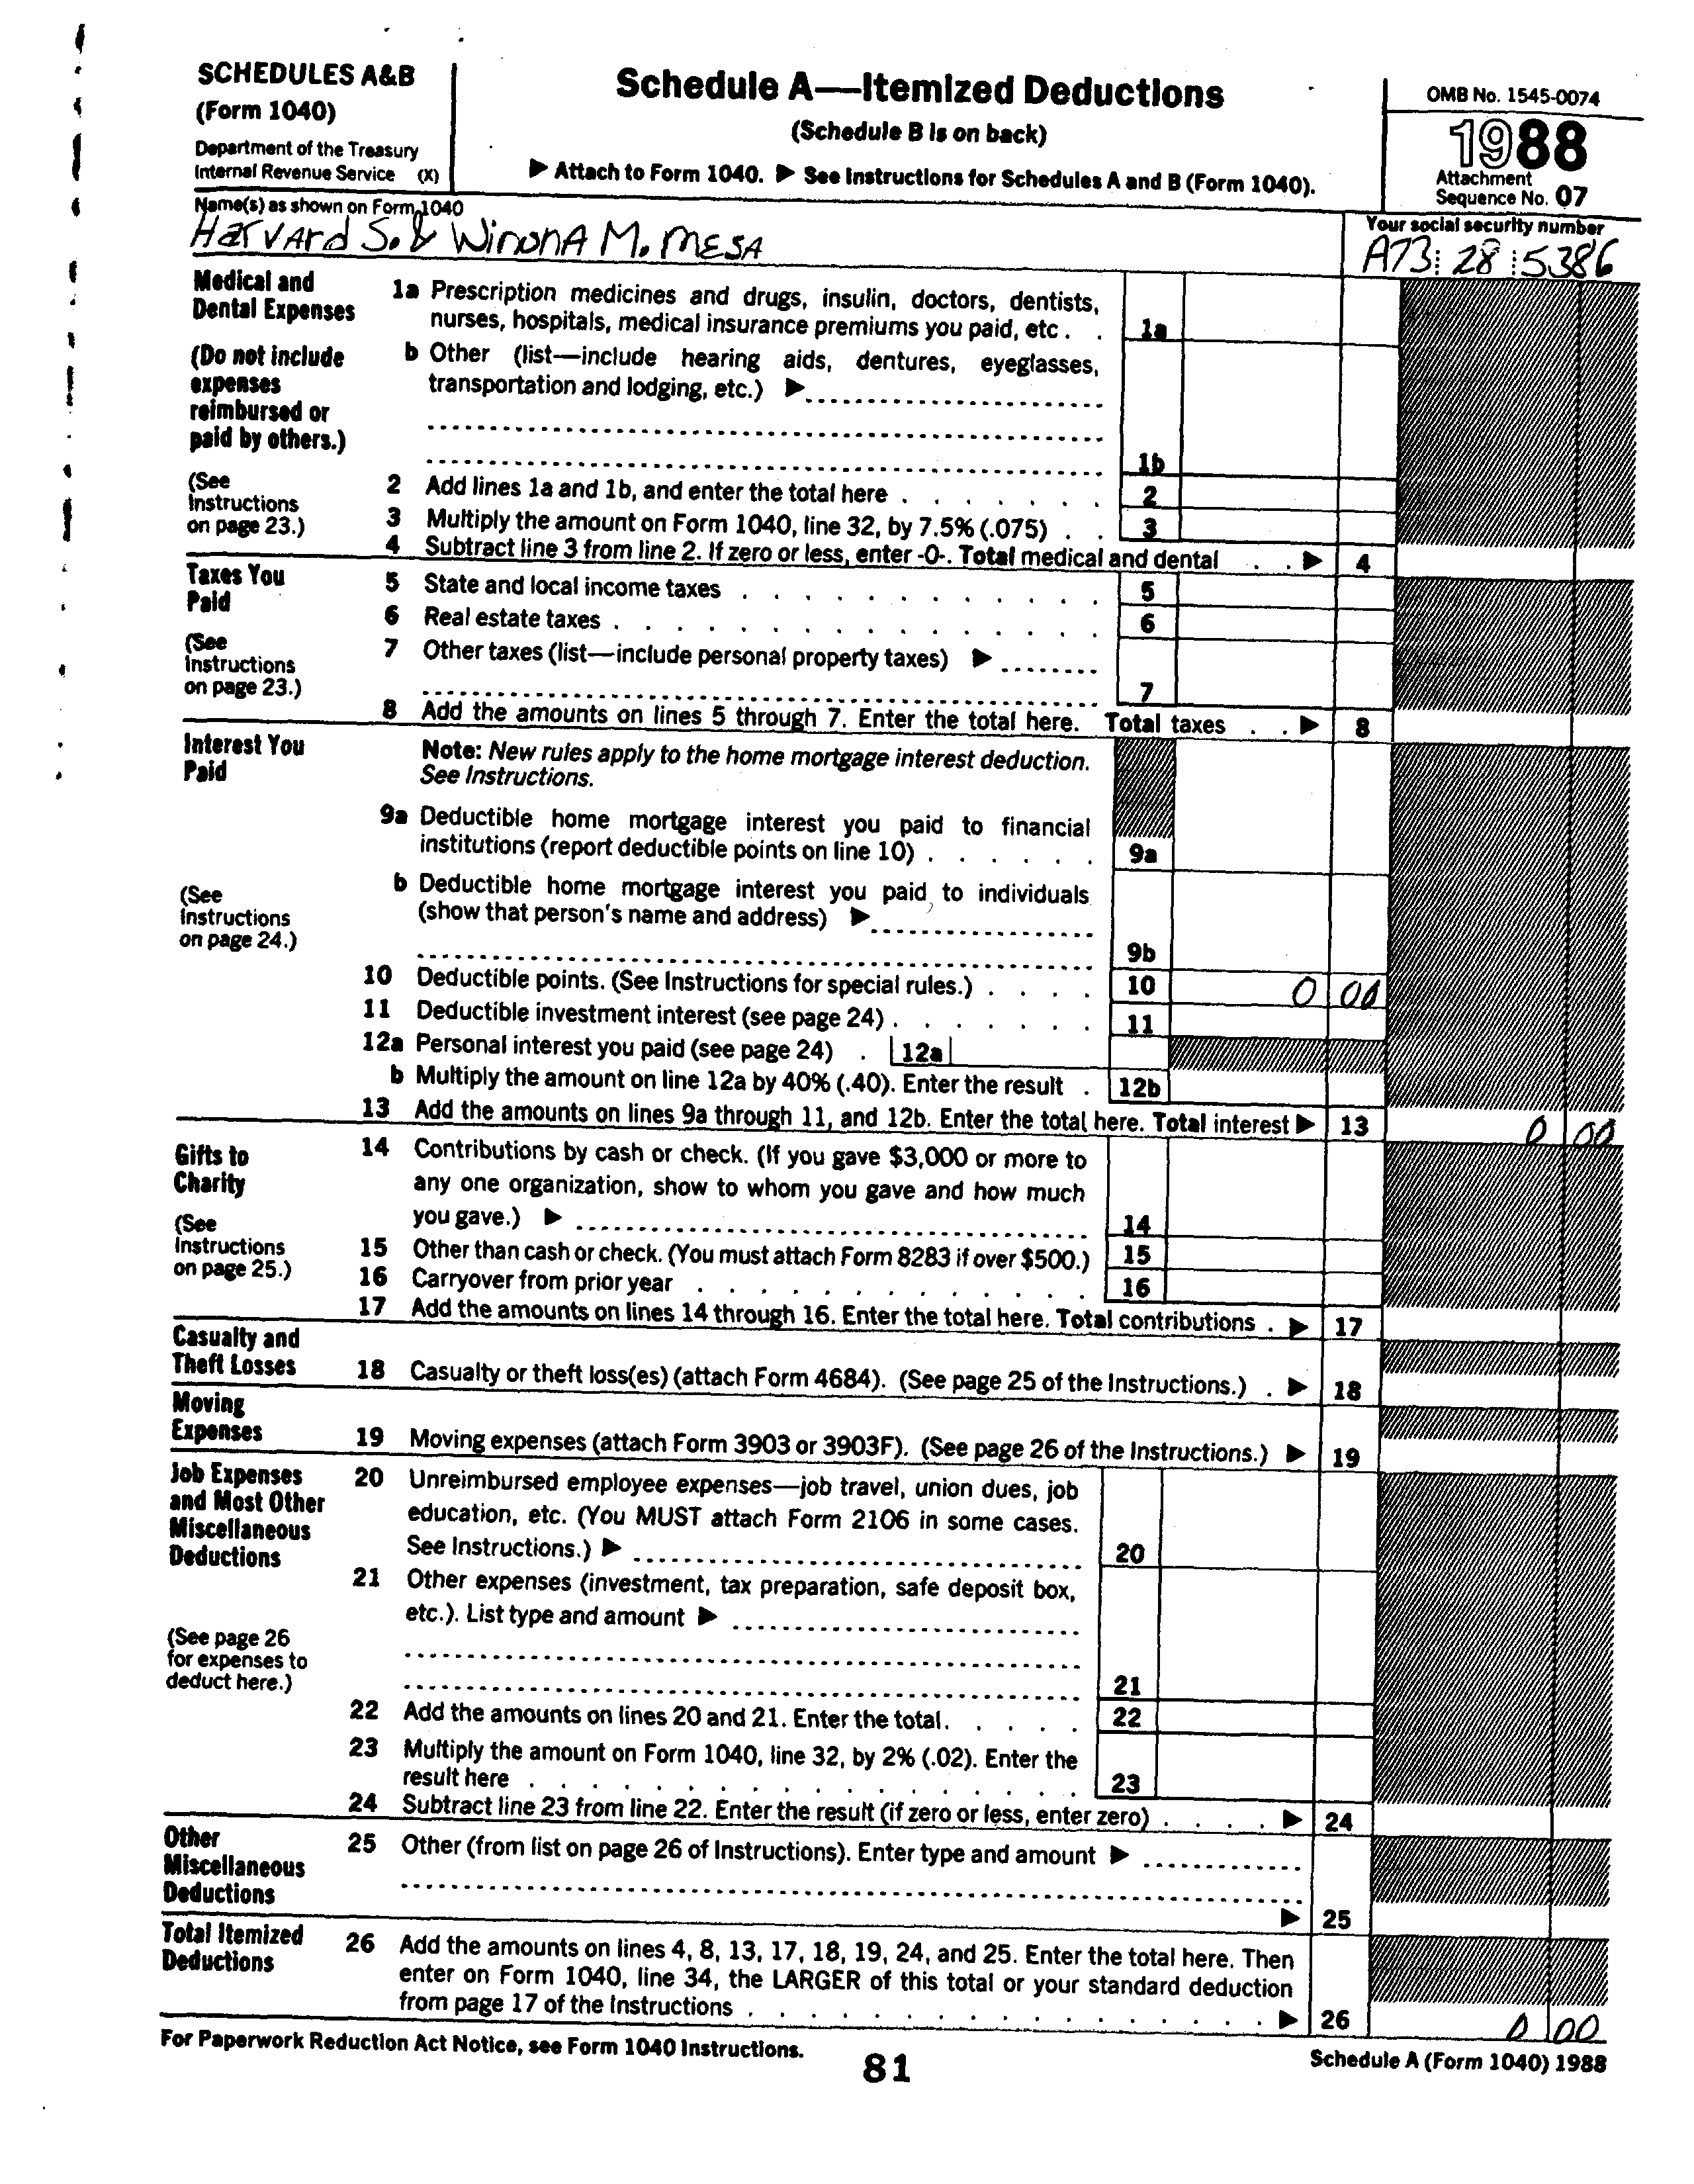 SCHEDULES A&B
(Form 1040)
Department of the Treasury
Internal Revenue Service (X)
Schedule A—Itemized Deductions
(Schedule B is on back)
▶ Attach to Form 1040. ▶ See Instructions for Schedules A and B (Form 1040).
OMB No. 1545-0074
1988
Attachment
Sequence No. 07
Name(s) as shown on Form 1040
Harvard S. & Winona M. Mesa
Your social security number
A73 28 5386
Medical and
Dental Expenses
(Do not include
expenses
reimbursed or
paid by others.)
(See
Instructions
on page 23.)
1a Prescription medicines and drugs, insulin, doctors, dentists,
nurses, hospitals, medical insurance premiums you paid, etc . . 1a
b Other (list—include hearing aids, dentures, eyeglasses,
transportation and lodging, etc.) ▶
1b
2 Add lines 1a and 1b, and enter the total here . . . . . . . 2
3 Multiply the amount on Form 1040, line 32, by 7.5% (.075) . . 3
4 Subtract line 3 from line 2. If zero or less, enter -0-. Total medical and dental . . ▶ 4
Taxes You
Paid
(See
Instructions
on page 23.)
5 State and local income taxes . . . . . . . . . . . . 5
6 Real estate taxes . . . . . . . . . . . . . . . . 6
7 Other taxes (list—include personal property taxes) ▶
7
8 Add the amounts on lines 5 through 7. Enter the total here. Total taxes . . ▶ 8
Interest You
Paid
(See
Instructions
on page 24.)
Note: New rules apply to the home mortgage interest deduction.
See Instructions.
9a Deductible home mortgage interest you paid to financial
institutions (report deductible points on line 10) . . . . . . 9a
b Deductible home mortgage interest you paid to individuals
(show that person's name and address) ▶
9b
10 Deductible points. (See Instructions for special rules.) . . . . 10 0 00
11 Deductible investment interest (see page 24) . . . . . . . 11
12a Personal interest you paid (see page 24) . 12a
b Multiply the amount on line 12a by 40% (.40). Enter the result . 12b
13 Add the amounts on lines 9a through 11, and 12b. Enter the total here. Total interest ▶ 13 0 00
Gifts to
Charity
(See
Instructions
on page 25.)
14 Contributions by cash or check. (If you gave $3,000 or more to
any one organization, show to whom you gave and how much
you gave.) ▶ 14
15 Other than cash or check. (You must attach Form 8283 if over $500.) 15
16 Carryover from prior year . . . . . . . . . . . . . 16
17 Add the amounts on lines 14 through 16. Enter the total here. Total contributions . ▶ 17
Casualty and
Theft Losses
18 Casualty or theft loss(es) (attach Form 4684). (See page 25 of the Instructions.) . ▶ 18
Moving
Expenses
19 Moving expenses (attach Form 3903 or 3903F). (See page 26 of the Instructions.) ▶ 19
Job Expenses
and Most Other
Miscellaneous
Deductions
(See page 26
for expenses to
deduct here.)
20 Unreimbursed employee expenses—job travel, union dues, job
education, etc. (You MUST attach Form 2106 in some cases.
See Instructions.) ▶ 20
21 Other expenses (investment, tax preparation, safe deposit box,
etc.). List type and amount ▶
21
22 Add the amounts on lines 20 and 21. Enter the total. . . . . 22
23 Multiply the amount on Form 1040, line 32, by 2% (.02). Enter the
result here . . . . . . . . . . . . . . . . . . 23
24 Subtract line 23 from line 22. Enter the result (if zero or less, enter zero) . . . . ▶ 24
Other
Miscellaneous
Deductions
25 Other (from list on page 26 of Instructions). Enter type and amount ▶
▶ 25
Total Itemized
Deductions
26 Add the amounts on lines 4, 8, 13, 17, 18, 19, 24, and 25. Enter the total here. Then
enter on Form 1040, line 34, the LARGER of this total or your standard deduction
from page 17 of the Instructions . . . . . . . . . . . . . . . . . ▶ 26 0 00
For Paperwork Reduction Act Notice, see Form 1040 Instructions.
81
Schedule A (Form 1040) 1988